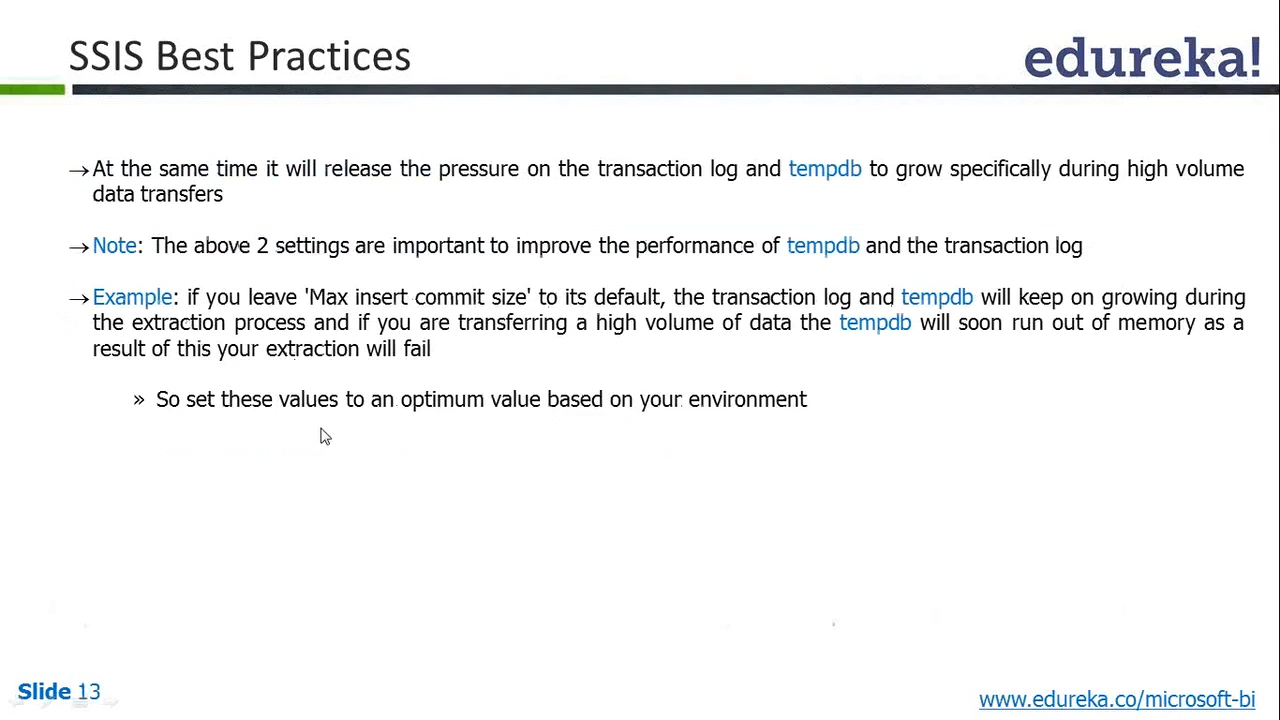 SSIS Best Practices
edureka!
→ At the same time it will release the pressure on the transaction log and tempdb to grow specifically during high volume
data transfers
→ Note: The above 2 settings are important to improve the performance of tempdb and the transaction log
→ Example: if you leave 'Max insert commit size' to its default, the transaction log and tempdb will keep on growing during
the extraction process and if you are transferring a high volume of data the tempdb will soon run out of memory as a
result of this your extraction will fail
» So set these values to an optimum value based on your environment
Slide 13
www.edureka.co/microsoft-bi